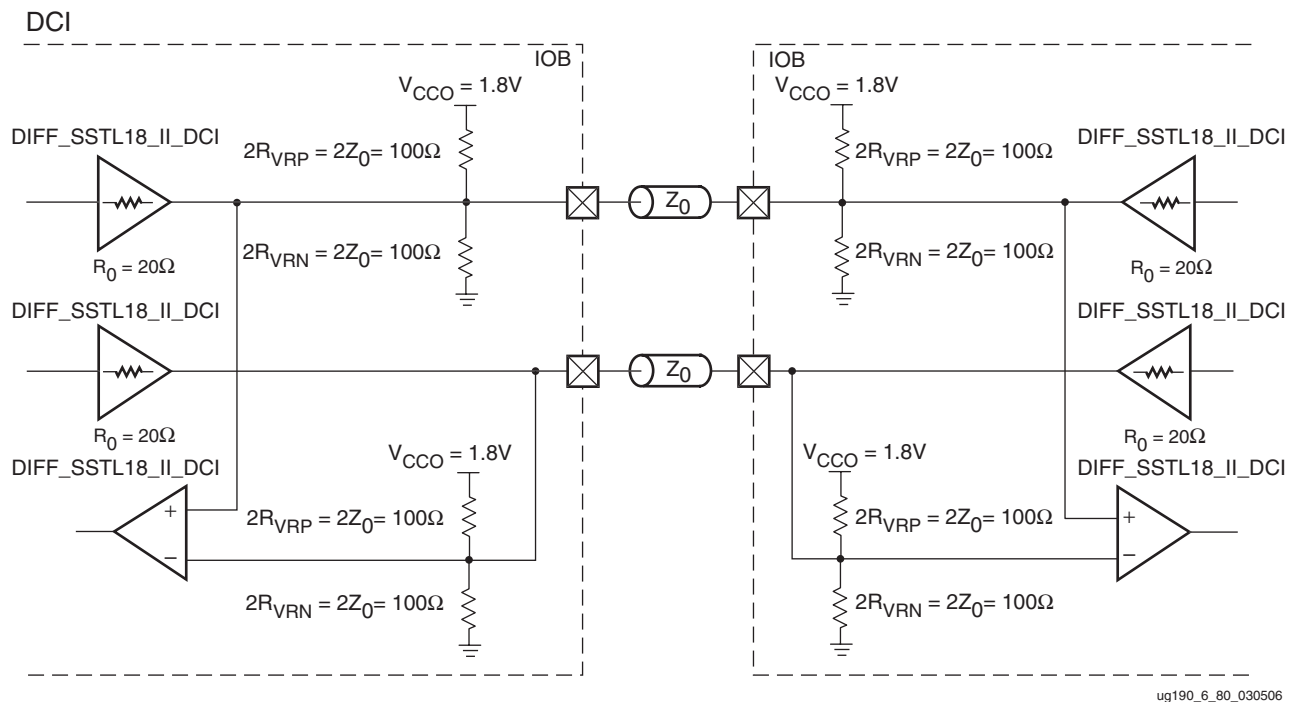 DCI
IOB
IOB
V_CCO = 1.8V
V_CCO = 1.8V
DIFF_SSTL18_II_DCI
2R_VRP = 2Z_0= 100Ω
2R_VRP = 2Z_0= 100Ω
DIFF_SSTL18_II_DCI
Z_0
2R_VRN = 2Z_0= 100Ω
2R_VRN = 2Z_0= 100Ω
R_0 = 20Ω
R_0 = 20Ω
DIFF_SSTL18_II_DCI
DIFF_SSTL18_II_DCI
Z_0
R_0 = 20Ω
R_0 = 20Ω
V_CCO = 1.8V
V_CCO = 1.8V
DIFF_SSTL18_II_DCI
DIFF_SSTL18_II_DCI
+
2R_VRP = 2Z_0= 100Ω
2R_VRP = 2Z_0= 100Ω
+
–
–
2R_VRN = 2Z_0= 100Ω
2R_VRN = 2Z_0= 100Ω
ug190_6_80_030506